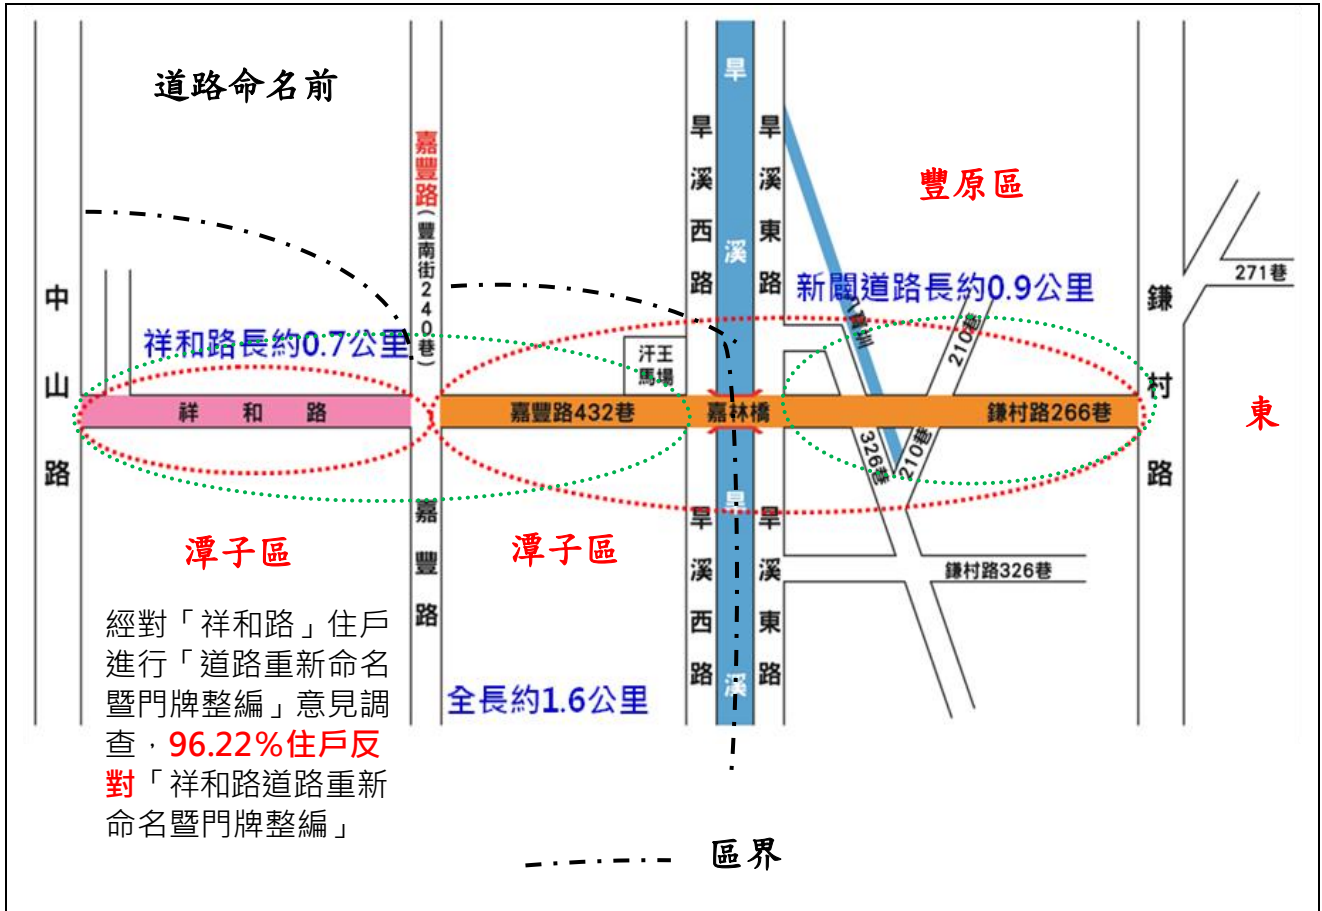 道路命名前
旱溪
中山路
嘉豐路(豐南街240巷)
旱溪西路
旱溪東路
豐原區
271巷
鎌村路
新闢道路長約0.9公里
祥和路長約0.7公里
210巷
汗王
馬場
祥和路
嘉豐路432巷
嘉林橋
鎌村路266巷
東
326巷
210巷
嘉豐路
旱溪西路
旱溪
旱溪東路
潭子區
潭子區
鎌村路326巷
經對「祥和路」住戶
進行「道路重新命名
暨門牌整編」意見調
查，96.22%住戶反
對「祥和路道路重新
命名暨門牌整編」
全長約1.6公里
區界